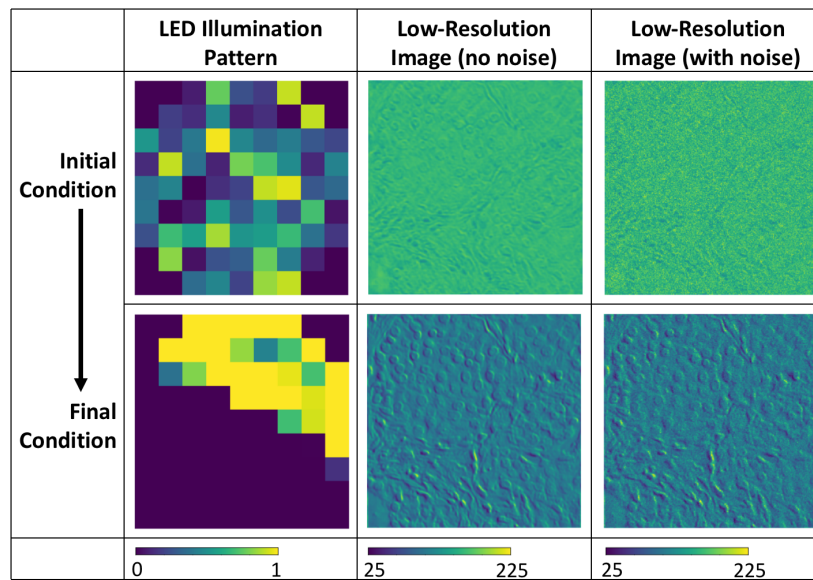 LED Illumination
Pattern
Low-Resolution
Image (no noise)
Low-Resolution
Image (with noise)
Initial
Condition
Final
Condition
0 1
25 225
25 225